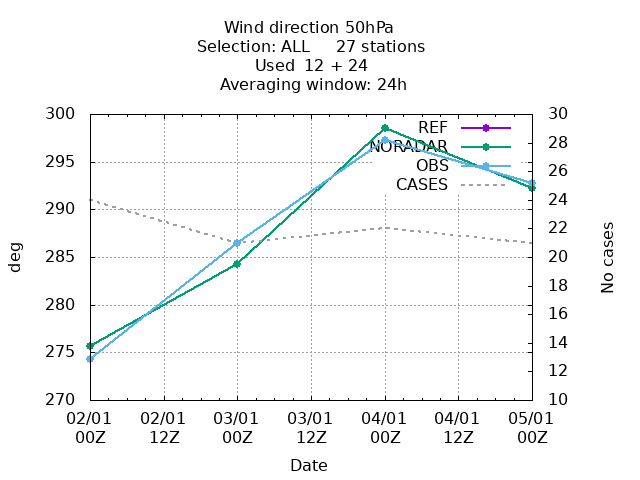 Wind direction 50hPa
Selection: ALL 27 stations
Used 12 + 24
Averaging window: 24h
300 30
REF
28
NORADAR
295
26
OBS
CASES
24
290
22
285
20
deg
No cases
18
280
16
275
14
12
270 10
02/01 02/01 03/01 03/01 04/01 04/01 05/01
00Z 12Z 00Z 12Z 00Z 12Z 00Z
Date